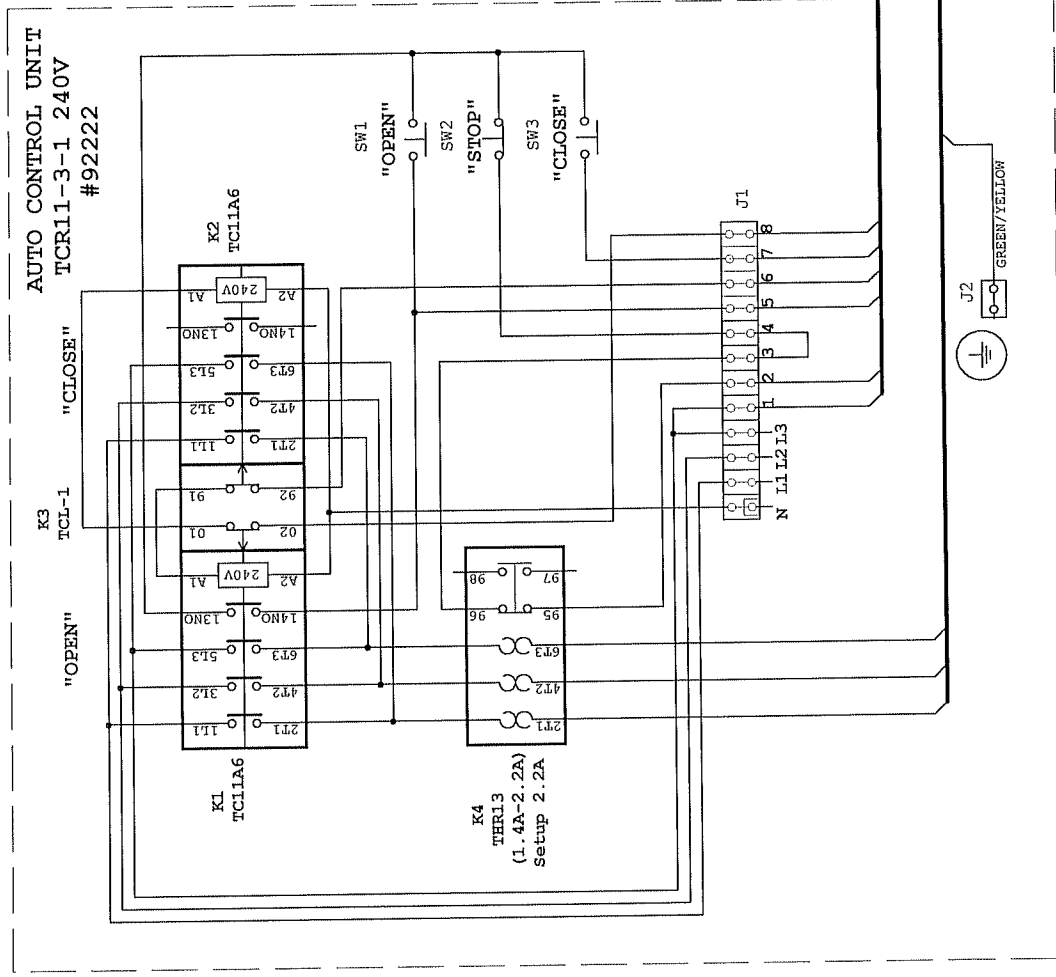 AUTO CONTROL UNIT
TCR11-3-1 240V
#92222
"OPEN"
K3
TCL-1
"CLOSE"
K1
TC11A6
K2
TC11A6
1L1
3L2
5L3
13NO
A1
01
91
1L1
3L2
5L3
13NO
A1
240V
240V
2T1
4T2
6T3
14NO
A2
02
92
2T1
4T2
6T3
14NO
A2
SW1
"OPEN"
SW2
"STOP"
SW3
"CLOSE"
K4
THR13
(1.4A-2.2A)
Setup 2.2A
96
98
2T1
4T2
6T3
95
97
J1
N
L1
L2
L3
1
2
3
4
5
6
7
8
J2
GREEN/YELLOW